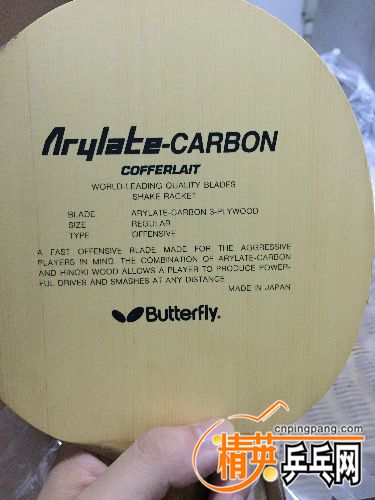 Arylate-CARBON
COFFERLAIT
WORLD LEADING QUALITY BLADES
SHAKE RACKET
BLADE ARYLATE-CARBON 3-PLYWOOD
SIZE REGULAR
TYPE OFFENSIVE
A FAST OFFENSIVE BLADE MADE FOR THE AGGRESSIVE
PLAYERS IN MIND. THE COMBINATION OF ARYLATE-CARBON
AND HINOKI WOOD ALLOWS A PLAYER TO PRODUCE POWER-
FUL DRIVES AND SMASHES AT ANY DISTANCE
MADE IN JAPAN
Butterfly.
cnpingpang.com
精英乒乓网